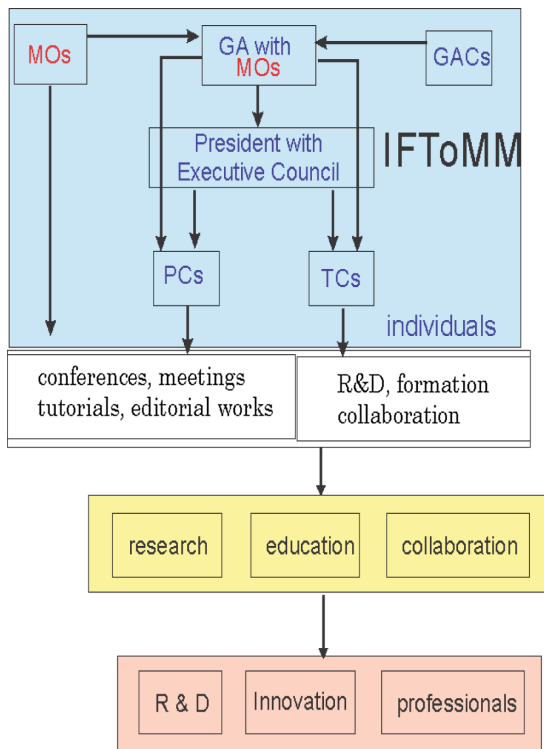 MOs
GA with
MOs
GACs
President with
Executive Council
IFToMM
PCs
TCs
individuals
conferences, meetings
tutorials, editorial works
R&D, formation
collaboration
research
education
collaboration
R & D
Innovation
professionals